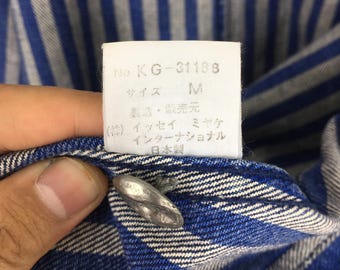 No. KG-31188
サイズ M
製造・販売元
(株) イッセイ ミヤケ
インターナショナル
日本製